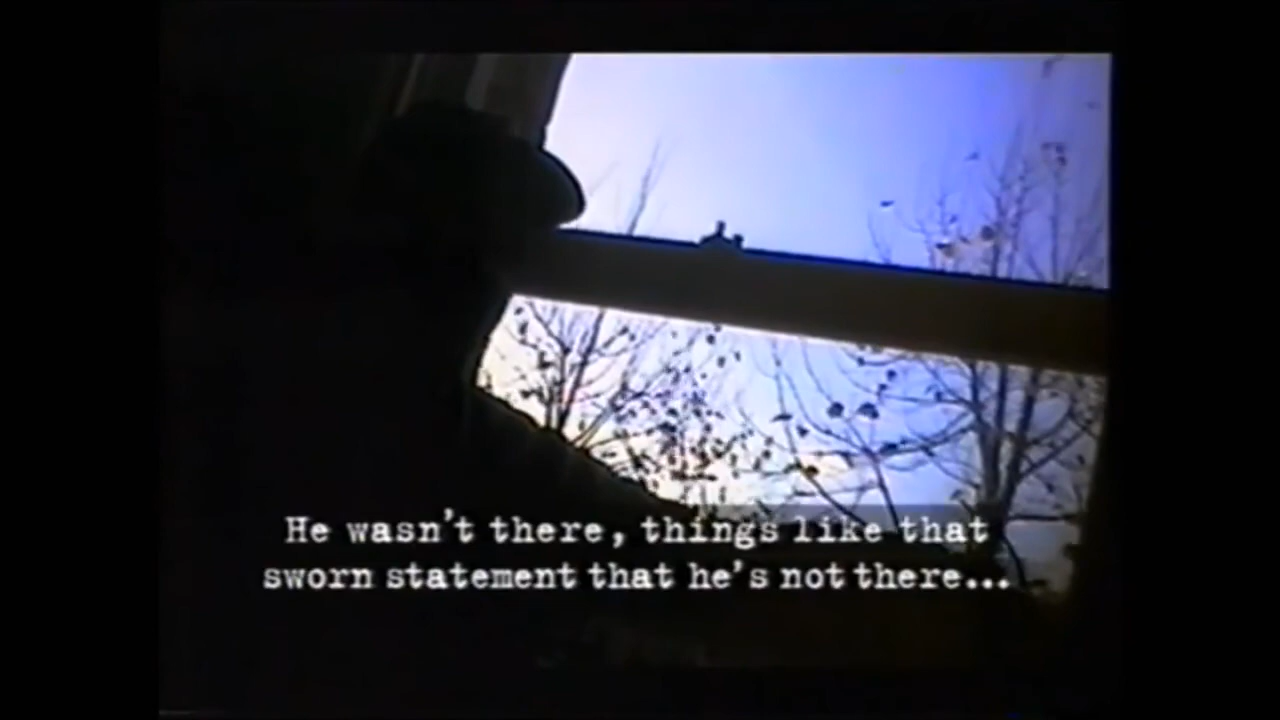 He wasn't there, things like that
sworn statement that he's not there...